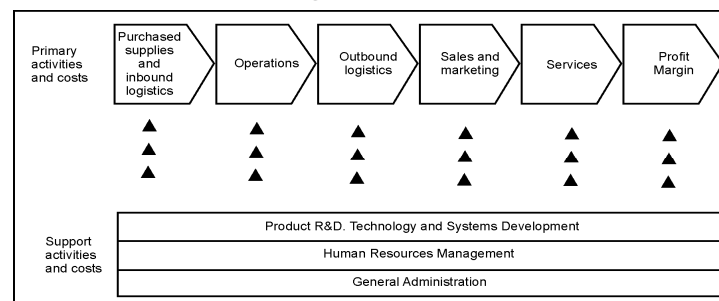 Primary
activities
and costs
Purchased
supplies
and
inbound
logistics
Operations
Outbound
logistics
Sales and
marketing
Services
Profit
Margin
Support
activities
and costs
Product R&D. Technology and Systems Development
Human Resources Management
General Administration